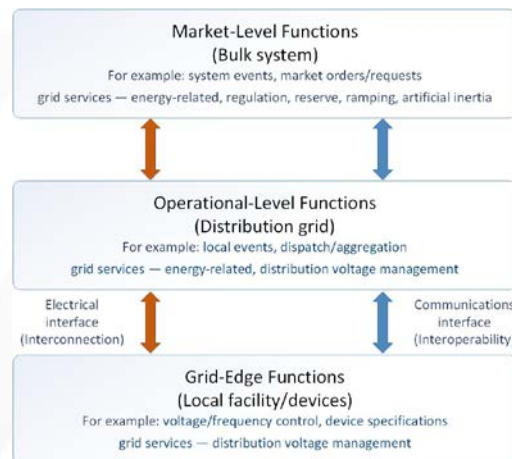 Market-Level Functions
(Bulk system)
For example: system events, market orders/requests
grid services — energy-related, regulation, reserve, ramping, artificial inertia
Operational-Level Functions
(Distribution grid)
For example: local events, dispatch/aggregation
grid services — energy-related, distribution voltage management
Electrical
interface
(Interconnection)
Communications
interface
(Interoperability)
Grid-Edge Functions
(Local facility/devices)
For example: voltage/frequency control, device specifications
grid services — distribution voltage management